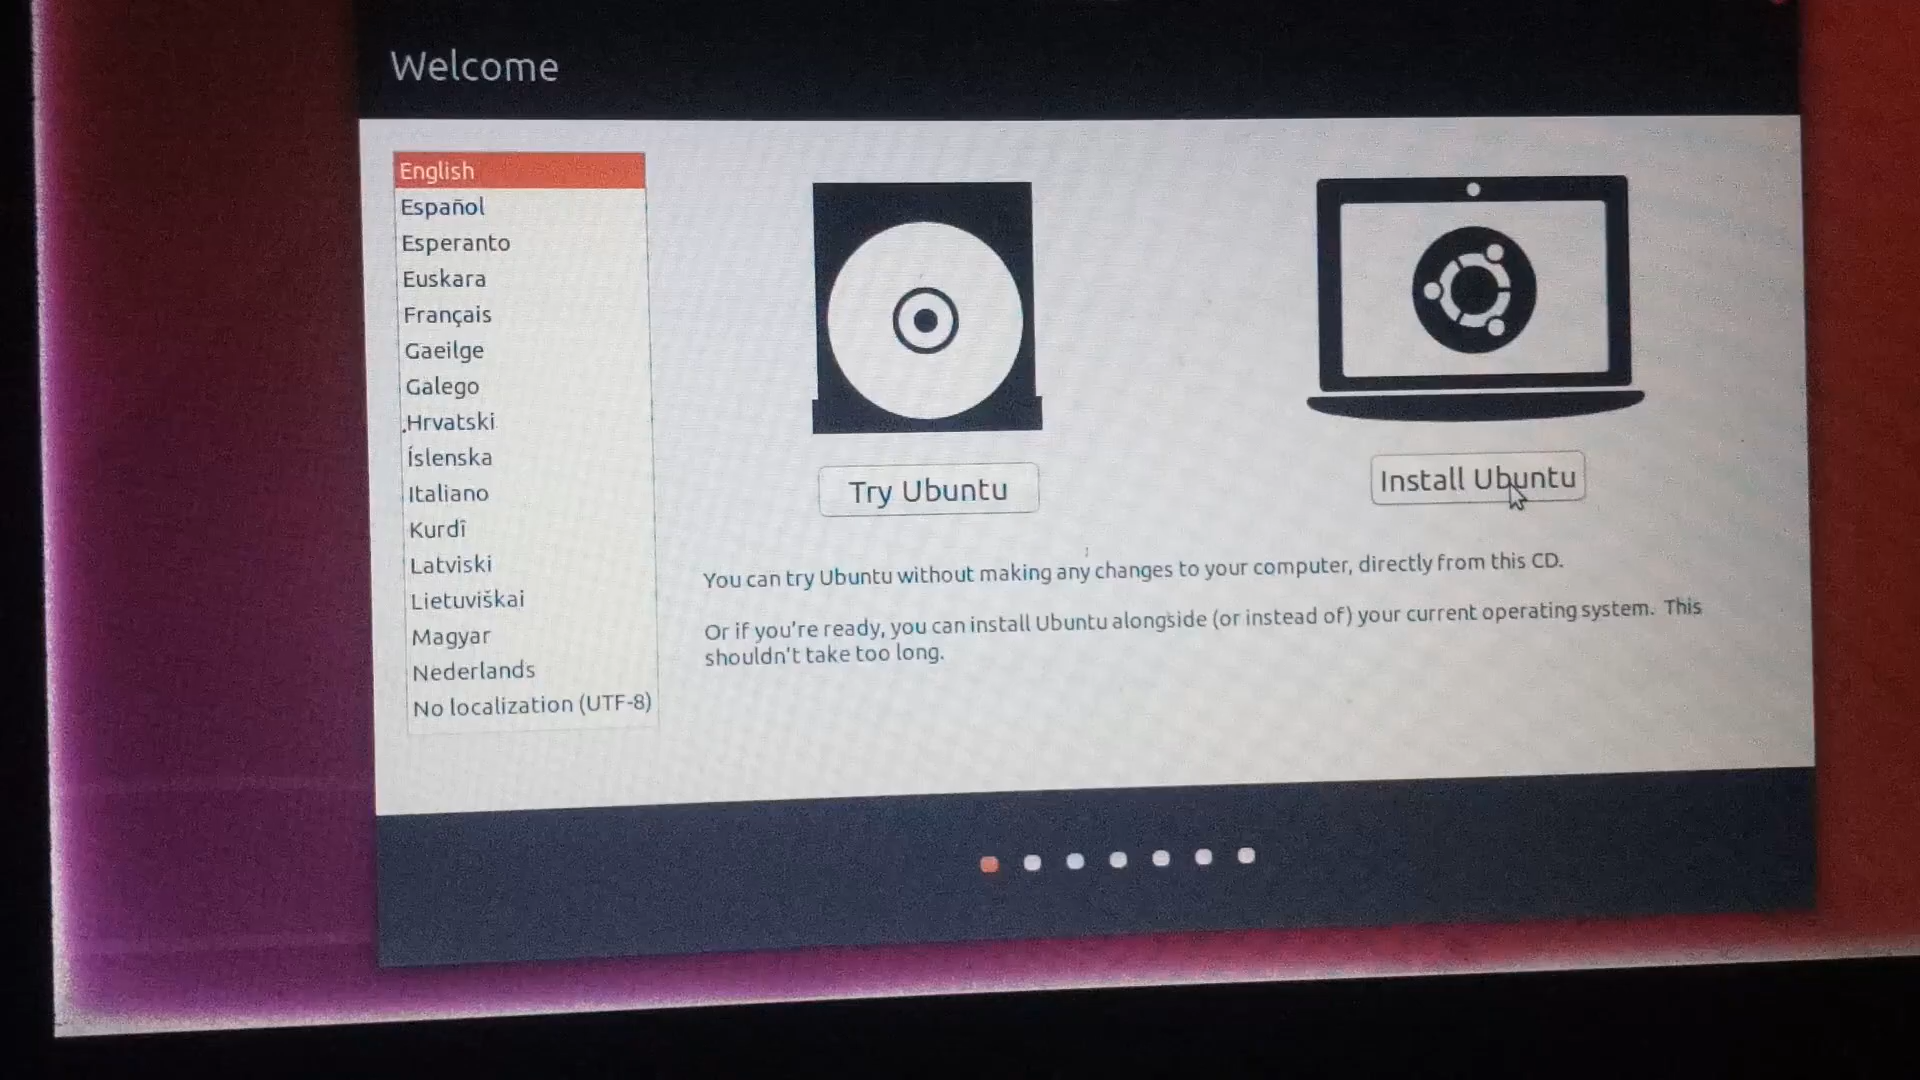 Welcome
English
Español
Esperanto
Euskara
Français
Gaeilge
Galego
Hrvatski
Íslenska
Italiano
Kurdî
Latviski
Lietuviškai
Magyar
Nederlands
No localization (UTF-8)
Try Ubuntu
Install Ubuntu
You can try Ubuntu without making any changes to your computer, directly from this CD.
Or if you're ready, you can install Ubuntu alongside (or instead of) your current operating system. This
shouldn't take too long.